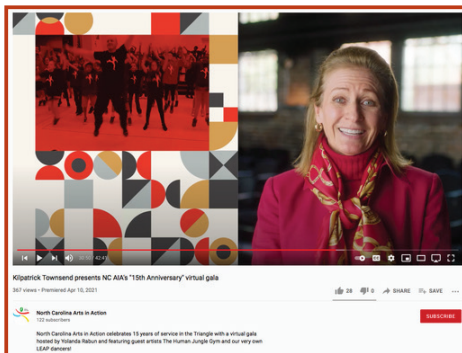 Kilpatrick Townsend presents NC AIA's "15th Anniversary" virtual gala
367 views • Premiered Apr 10, 2021
28
0
SHARE
SAVE
North Carolina Arts in Action
122 subscribers
SUBSCRIBE
North Carolina Arts in Action celebrates 15 years of service in the Triangle with a virtual gala
hosted by Yolanda Rabun and featuring guest artists The Human Jungle Gym and our very own
LEAP dancers!